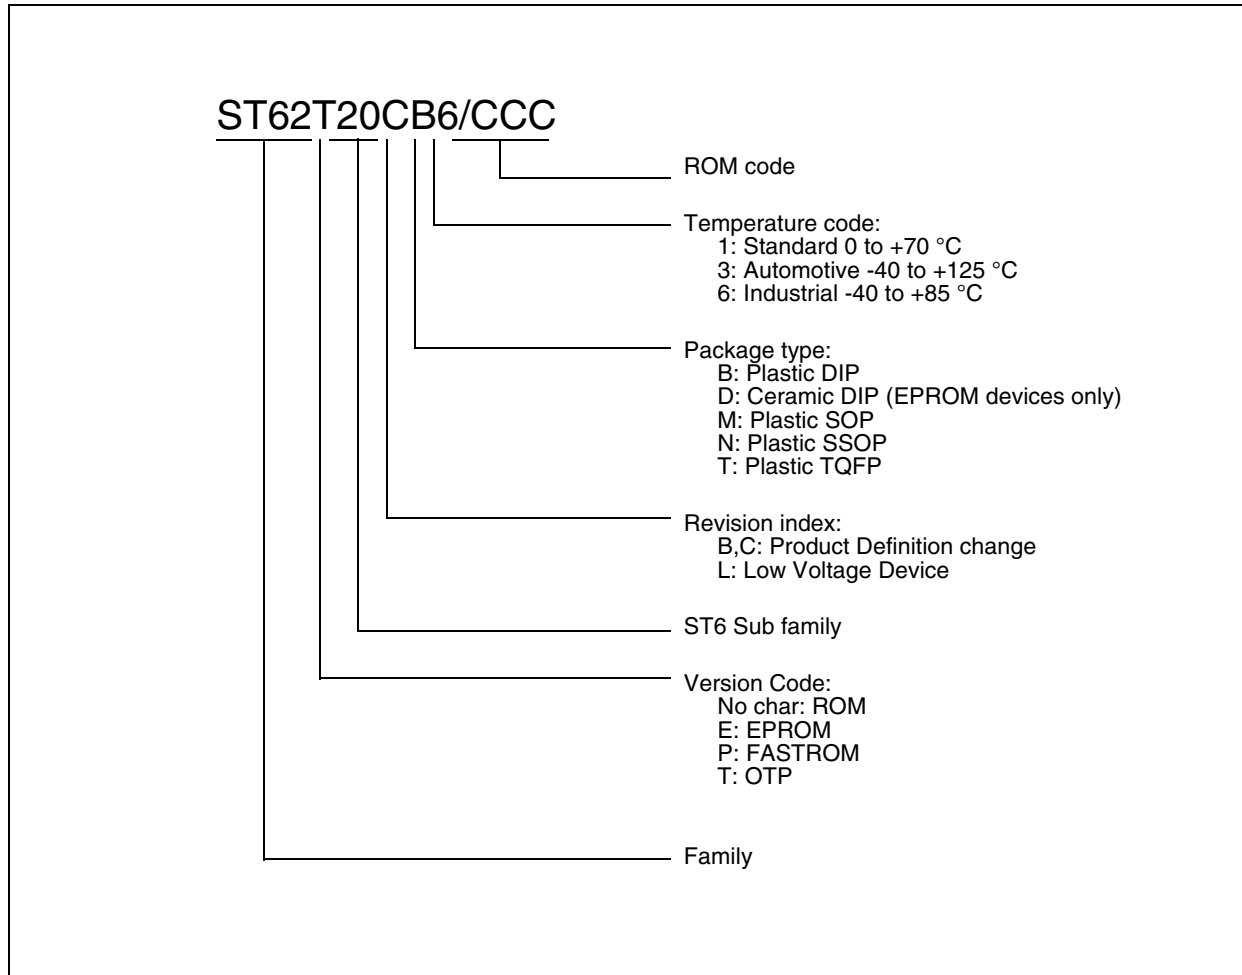 ST62T20CB6/CCC
ROM code
Temperature code:
1: Standard 0 to +70 °C
3: Automotive -40 to +125 °C
6: Industrial -40 to +85 °C
Package type:
B: Plastic DIP
D: Ceramic DIP (EPROM devices only)
M: Plastic SOP
N: Plastic SSOP
T: Plastic TQFP
Revision index:
B,C: Product Definition change
L: Low Voltage Device
ST6 Sub family
Version Code:
No char: ROM
E: EPROM
P: FASTROM
T: OTP
Family